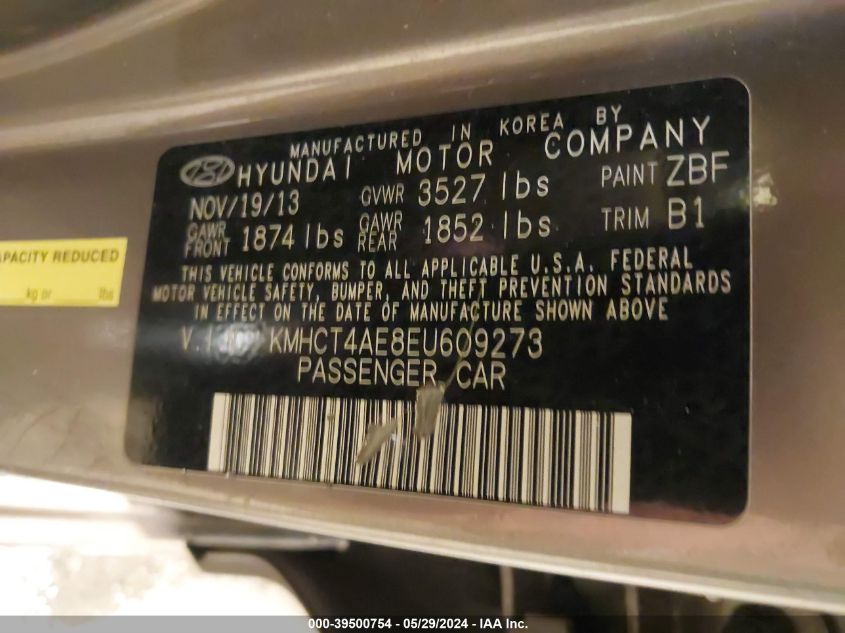 MANUFACTURED IN KOREA BY
HYUNDAI MOTOR COMPANY
NOV/19/13 GVWR 3527 lbs PAINT ZBF
GAWR FRONT 1874 lbs GAWR REAR 1852 lbs TRIM B1
THIS VEHICLE CONFORMS TO ALL APPLICABLE U.S.A. FEDERAL
MOTOR VEHICLE SAFETY, BUMPER, AND THEFT PREVENTION STANDARDS
IN EFFECT ON THE DATE OF MANUFACTURE SHOWN ABOVE
KMHCT4AE8EU609273
PASSENGER CAR
APACITY REDUCED
kg or lbs
000-39500754 - 05/29/2024 - IAA Inc.